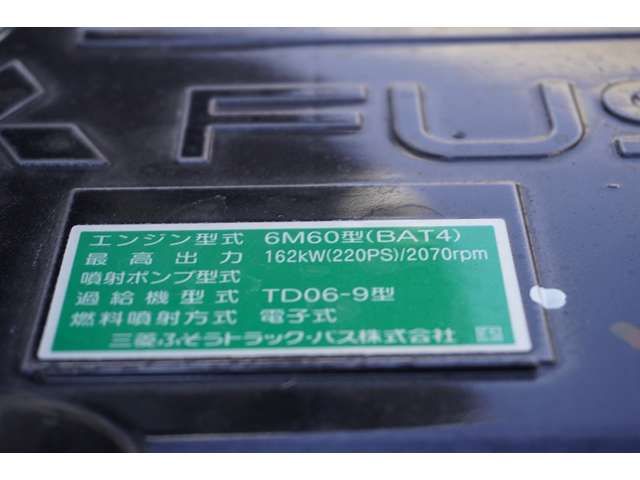 FUS
エンジン型式 6M60型(BAT4)
最高出力 162kW(220PS)/2070rpm
噴射ポンプ型式
過給機型式 TD06-9型
燃料噴射方式 電子式
三菱ふそうトラック・バス株式会社